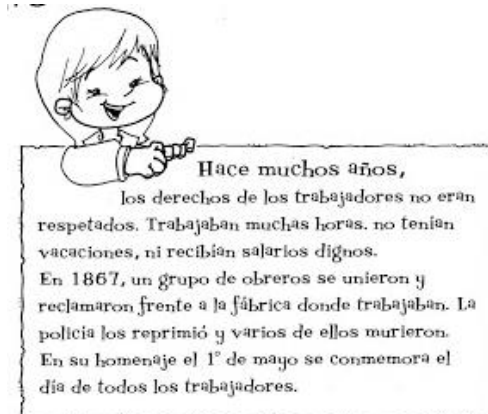 Hace muchos años,
los derechos de los trabajadores no eran
respetados. Trabajaban muchas horas. no tenían
vacaciones, ni recibían salarios dignos.
En 1867, un grupo de obreros se unieron y
reclamaron frente a la fábrica donde trabajaban. La
policía los reprimió y varios de ellos murieron.
En su homenaje el 1° de mayo se conmemora el
día de todos los trabajadores.